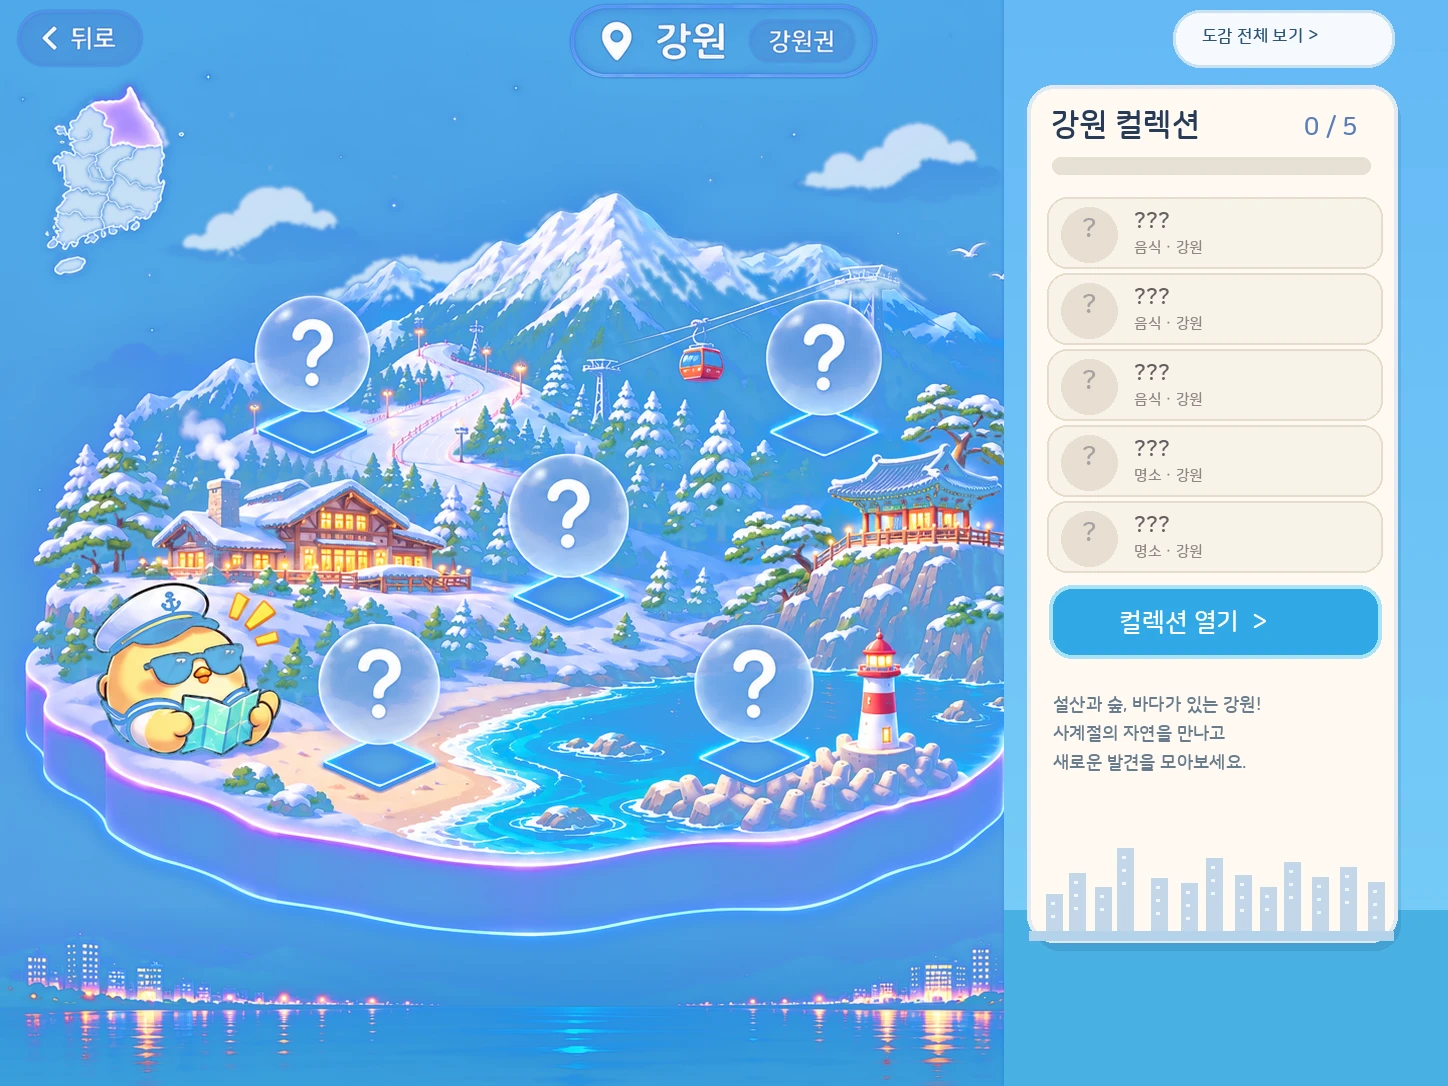 뒤로
강원 강원권
?
?
?
?
?
도감 전체 보기 >
강원 컬렉션 0 / 5
?
???
음식 · 강원
?
???
음식 · 강원
?
???
음식 · 강원
?
???
명소 · 강원
?
???
명소 · 강원
컬렉션 열기 >
설산과 숲, 바다가 있는 강원!
사계절의 자연을 만나고
새로운 발견을 모아보세요.